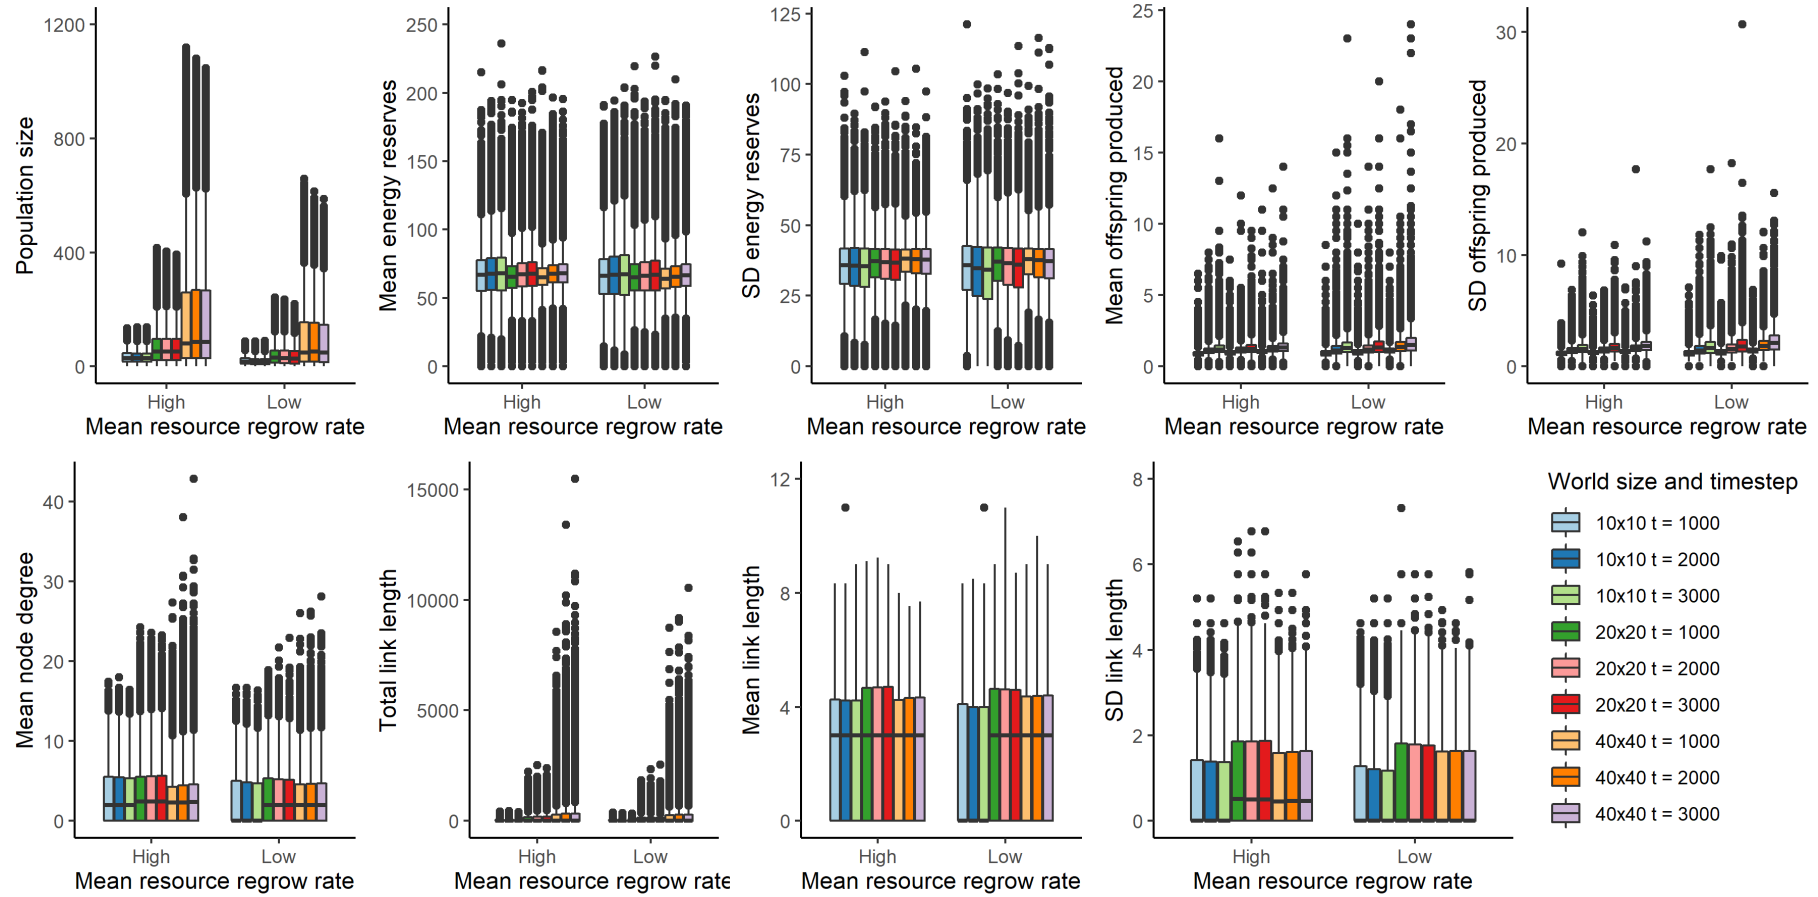 Population size
1200
800
400
0
High
Low
Mean resource regrow rate
Mean energy reserves
250
200
150
100
50
0
High
Low
Mean resource regrow rate
SD energy reserves
125
100
75
50
25
0
High
Low
Mean resource regrow rate
Mean offspring produced
25
20
15
10
5
0
High
Low
Mean resource regrow rate
SD offspring produced
30
20
10
0
High
Low
Mean resource regrow rate
Mean node degree
40
30
20
10
0
High
Low
Mean resource regrow rate
Total link length
15000
10000
5000
0
High
Low
Mean resource regrow rate
Mean link length
12
8
4
0
High
Low
Mean resource regrow rate
SD link length
8
6
4
2
0
High
Low
Mean resource regrow rate
World size and timestep
10x10 t = 1000
10x10 t = 2000
10x10 t = 3000
20x20 t = 1000
20x20 t = 2000
20x20 t = 3000
40x40 t = 1000
40x40 t = 2000
40x40 t = 3000